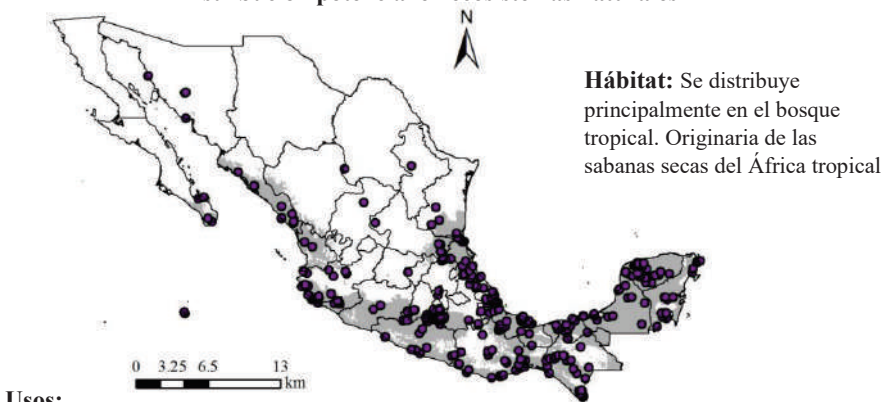 N
Hábitat: Se distribuye
principalmente en el bosque
tropical. Originaria de las
sabanas secas del África tropical
0 3.25 6.5 13
km
Usos: